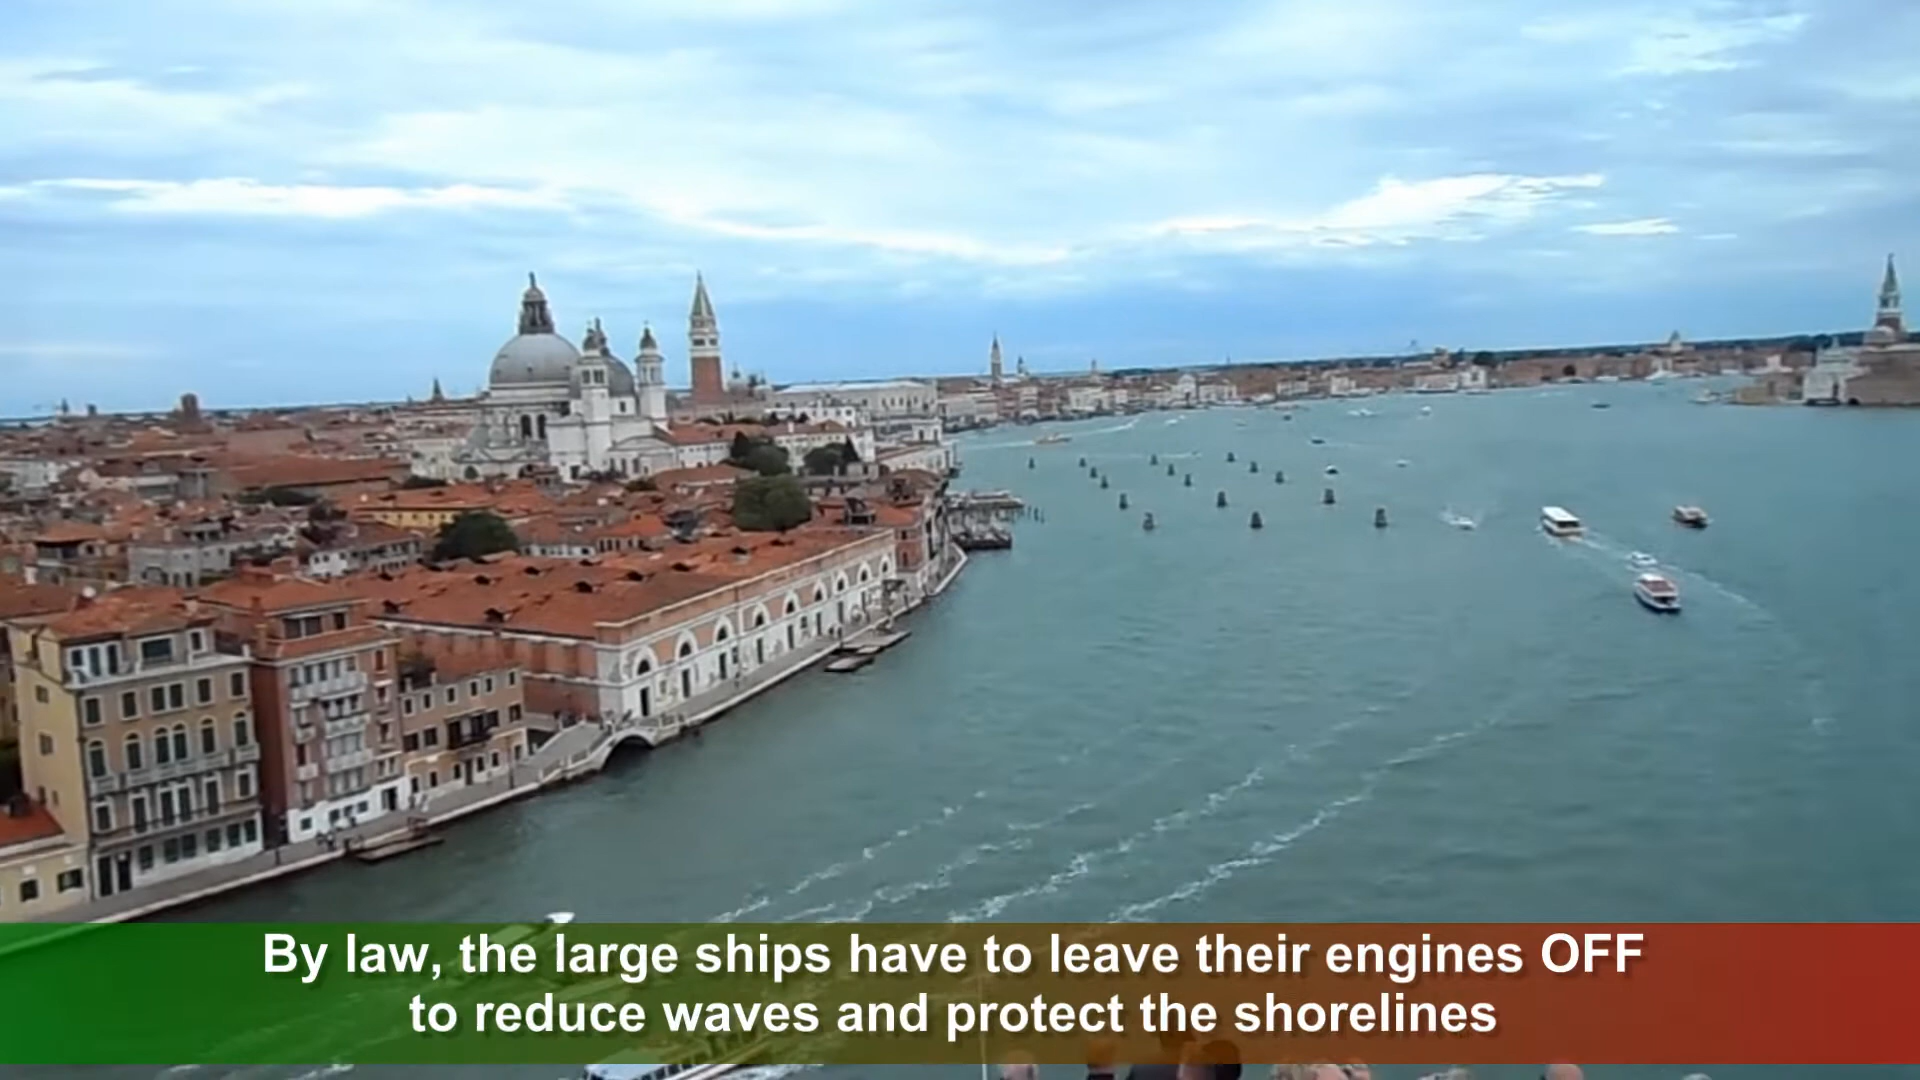 By law, the large ships have to leave their engines OFF
to reduce waves and protect the shorelines